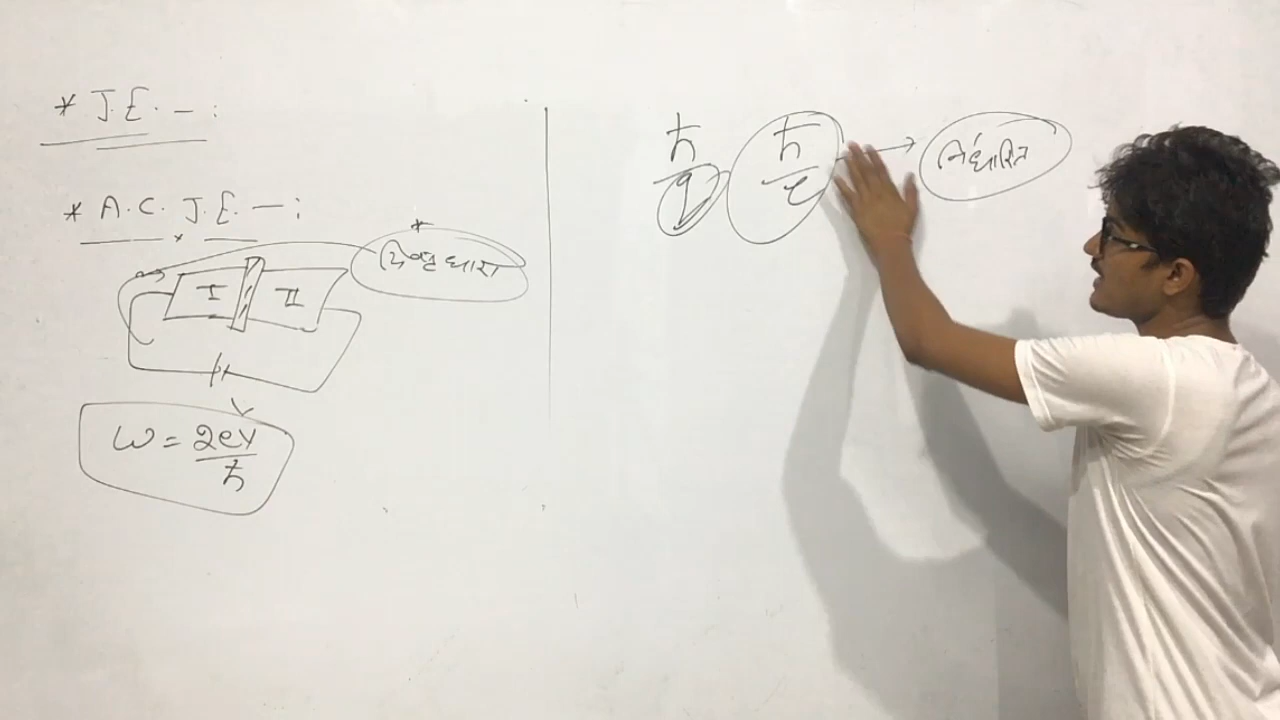 * J.E. - :
* A.C. J.E. - :
*
दिष्ट धारा
I II
V
ω = 2eV/ħ
ħ/q ħ/e → निर्धारित